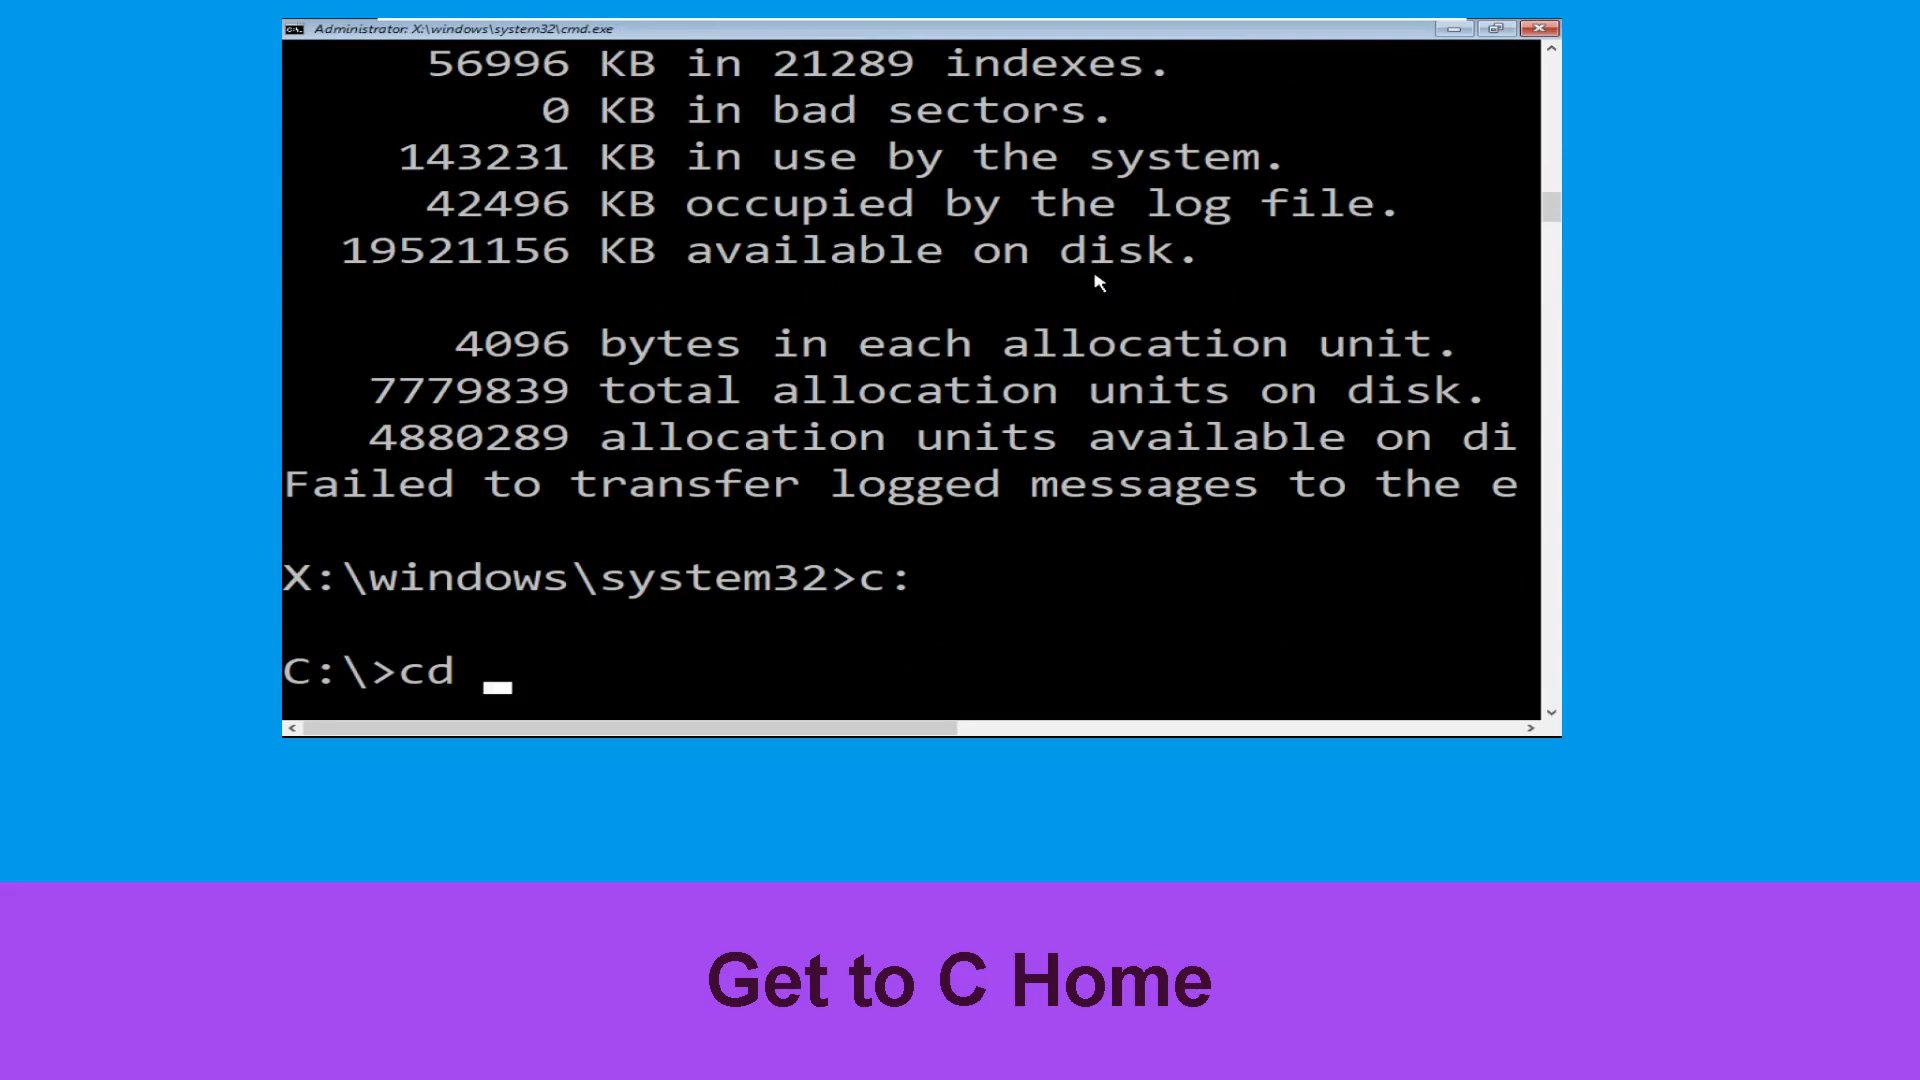 Administrator: X:\windows\system32\cmd.exe
56996 KB in 21289 indexes.
0 KB in bad sectors.
143231 KB in use by the system.
42496 KB occupied by the log file.
19521156 KB available on disk.
4096 bytes in each allocation unit.
7779839 total allocation units on disk.
4880289 allocation units available on di
Failed to transfer logged messages to the e
X:\windows\system32>c:
C:\>cd _
Get to C Home